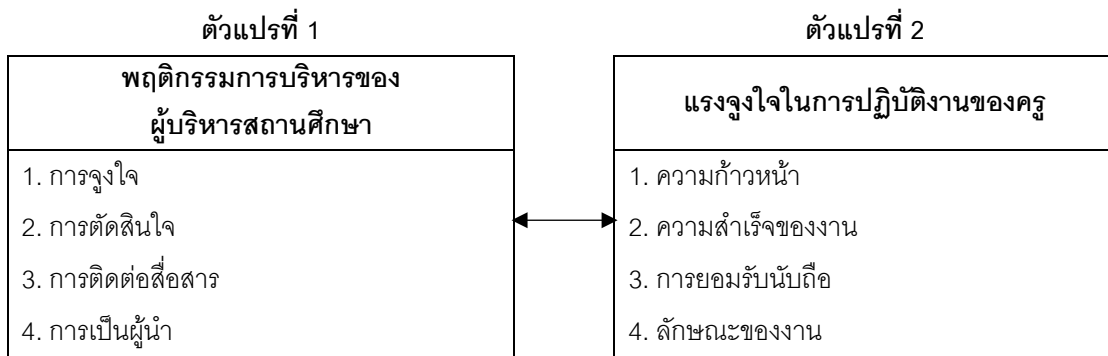 ตัวแปรที่ 1
พฤติกรรมการบริหารของ
ผู้บริหารสถานศึกษา
1. การจูงใจ
2. การตัดสินใจ
3. การติดต่อสื่อสาร
4. การเป็นผู้นำ
ตัวแปรที่ 2
แรงจูงใจในการปฏิบัติงานของครู
1. ความก้าวหน้า
2. ความสำเร็จของงาน
3. การยอมรับนับถือ
4. ลักษณะของงาน